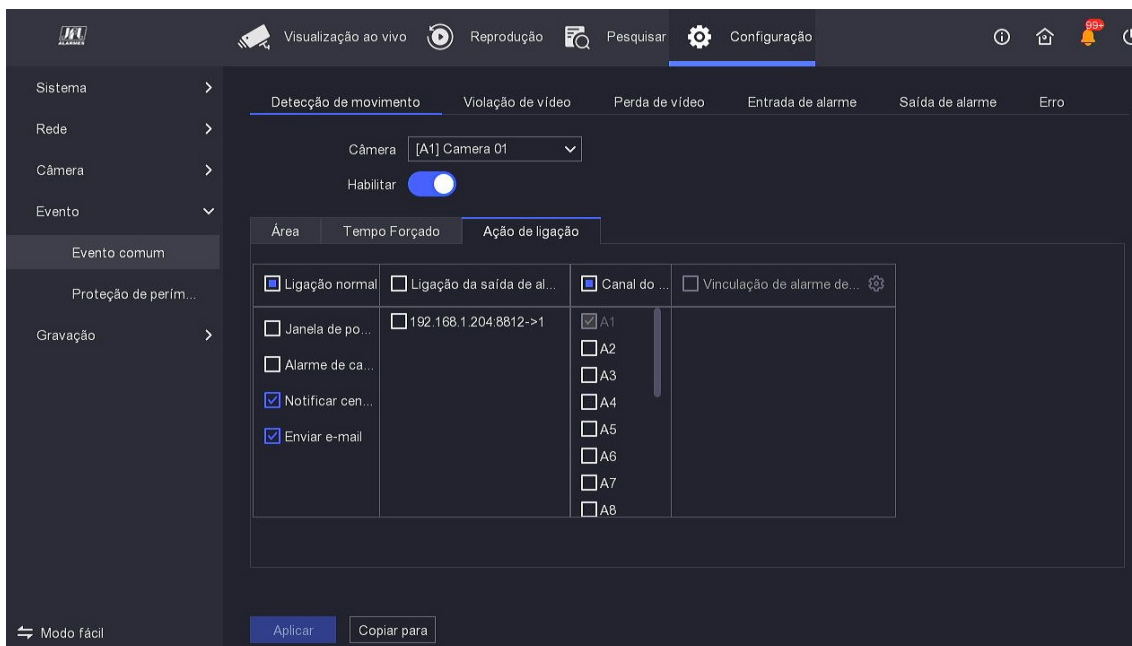 JFL
ALARMES
Visualização ao vivo
Reprodução
Pesquisar
Configuração
99+
Sistema
Rede
Câmera
Evento
Evento comum
Proteção de perím...
Gravação
Modo fácil
Detecção de movimento
Violação de vídeo
Perda de vídeo
Entrada de alarme
Saída de alarme
Erro
Câmera [A1] Camera 01
Habilitar
Área
Tempo Forçado
Ação de ligação
Ligação normal
Ligação da saída de al...
Canal do ...
Vinculação de alarme de...
Janela de po...
Alarme de ca...
Notificar cen...
Enviar e-mail
192.168.1.204:8812->1
A1
A2
A3
A4
A5
A6
A7
A8
Aplicar
Copiar para